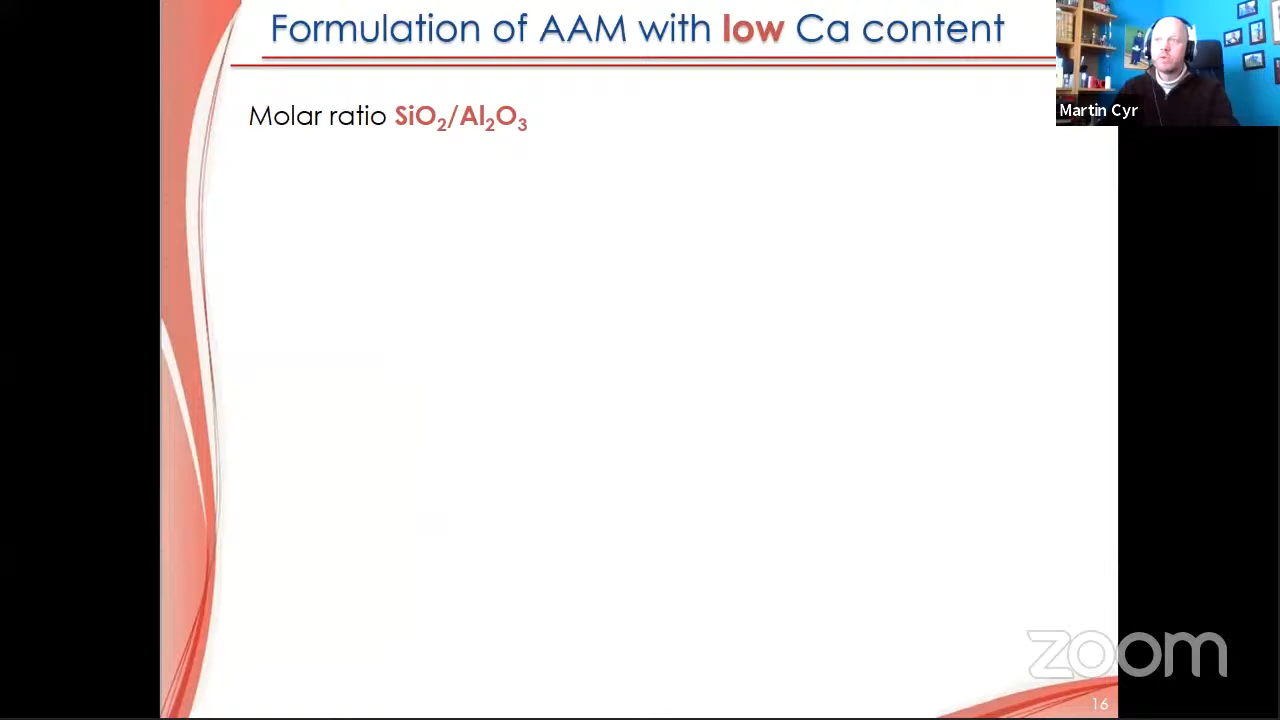 Formulation of AAM with low Ca content
Martin Cyr
Molar ratio SiO₂/Al₂O₃
zoom
16